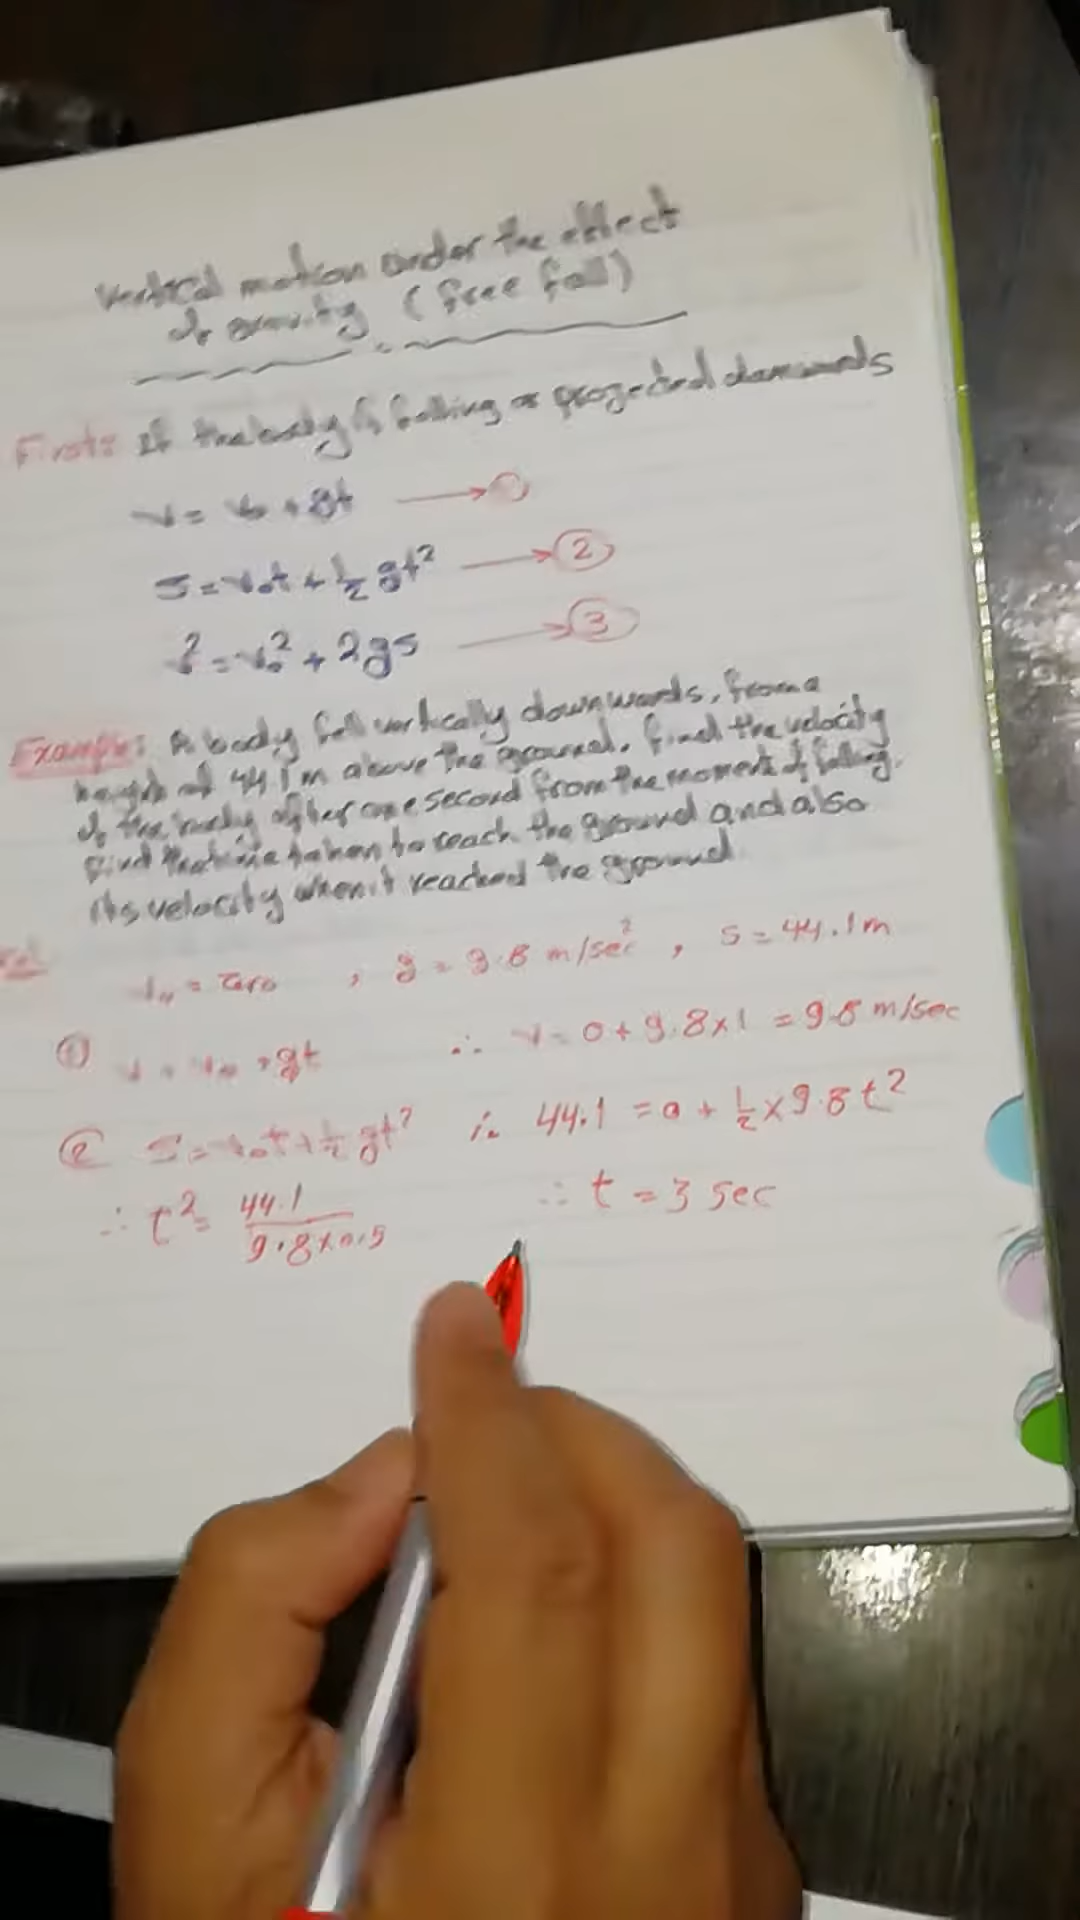 Vertical motion under the effect
of gravity (free fall)
First: If the body is falling or projected downwards
v = v₀ + gt
s = v₀t + 1/2 gt² → 2
v² = v₀² + 2gs → 3
Example: A body fell vertically downwards, from a
height of 44.1 m above the ground. find the velocity
of the body after one second from the moment of falling.
Find the time taken to reach the ground and also
its velocity when it reached the ground.
v₀ = zero , g = 9.8 m/sec² , s = 44.1 m
① v = v₀ + gt ∴ v = 0 + 9.8 × 1 = 9.8 m/sec
② s = v₀t + 1/2 gt² ∴ 44.1 = 0 + 1/2 × 9.8 t²
∴ t² = 44.1 / 9.8 × 0.5 ∴ t = 3 sec